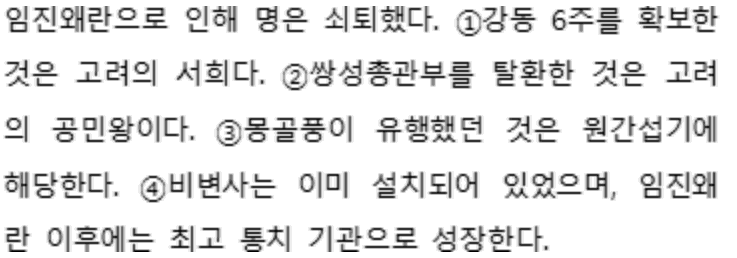 임진왜란으로 인해 명은 쇠퇴했다. ①강동 6주를 확보한
것은 고려의 서희다. ②쌍성총관부를 탈환한 것은 고려
의 공민왕이다. ③몽골풍이 유행했던 것은 원간섭기에
해당한다. ④비변사는 이미 설치되어 있었으며, 임진왜
란 이후에는 최고 통치 기관으로 성장한다.